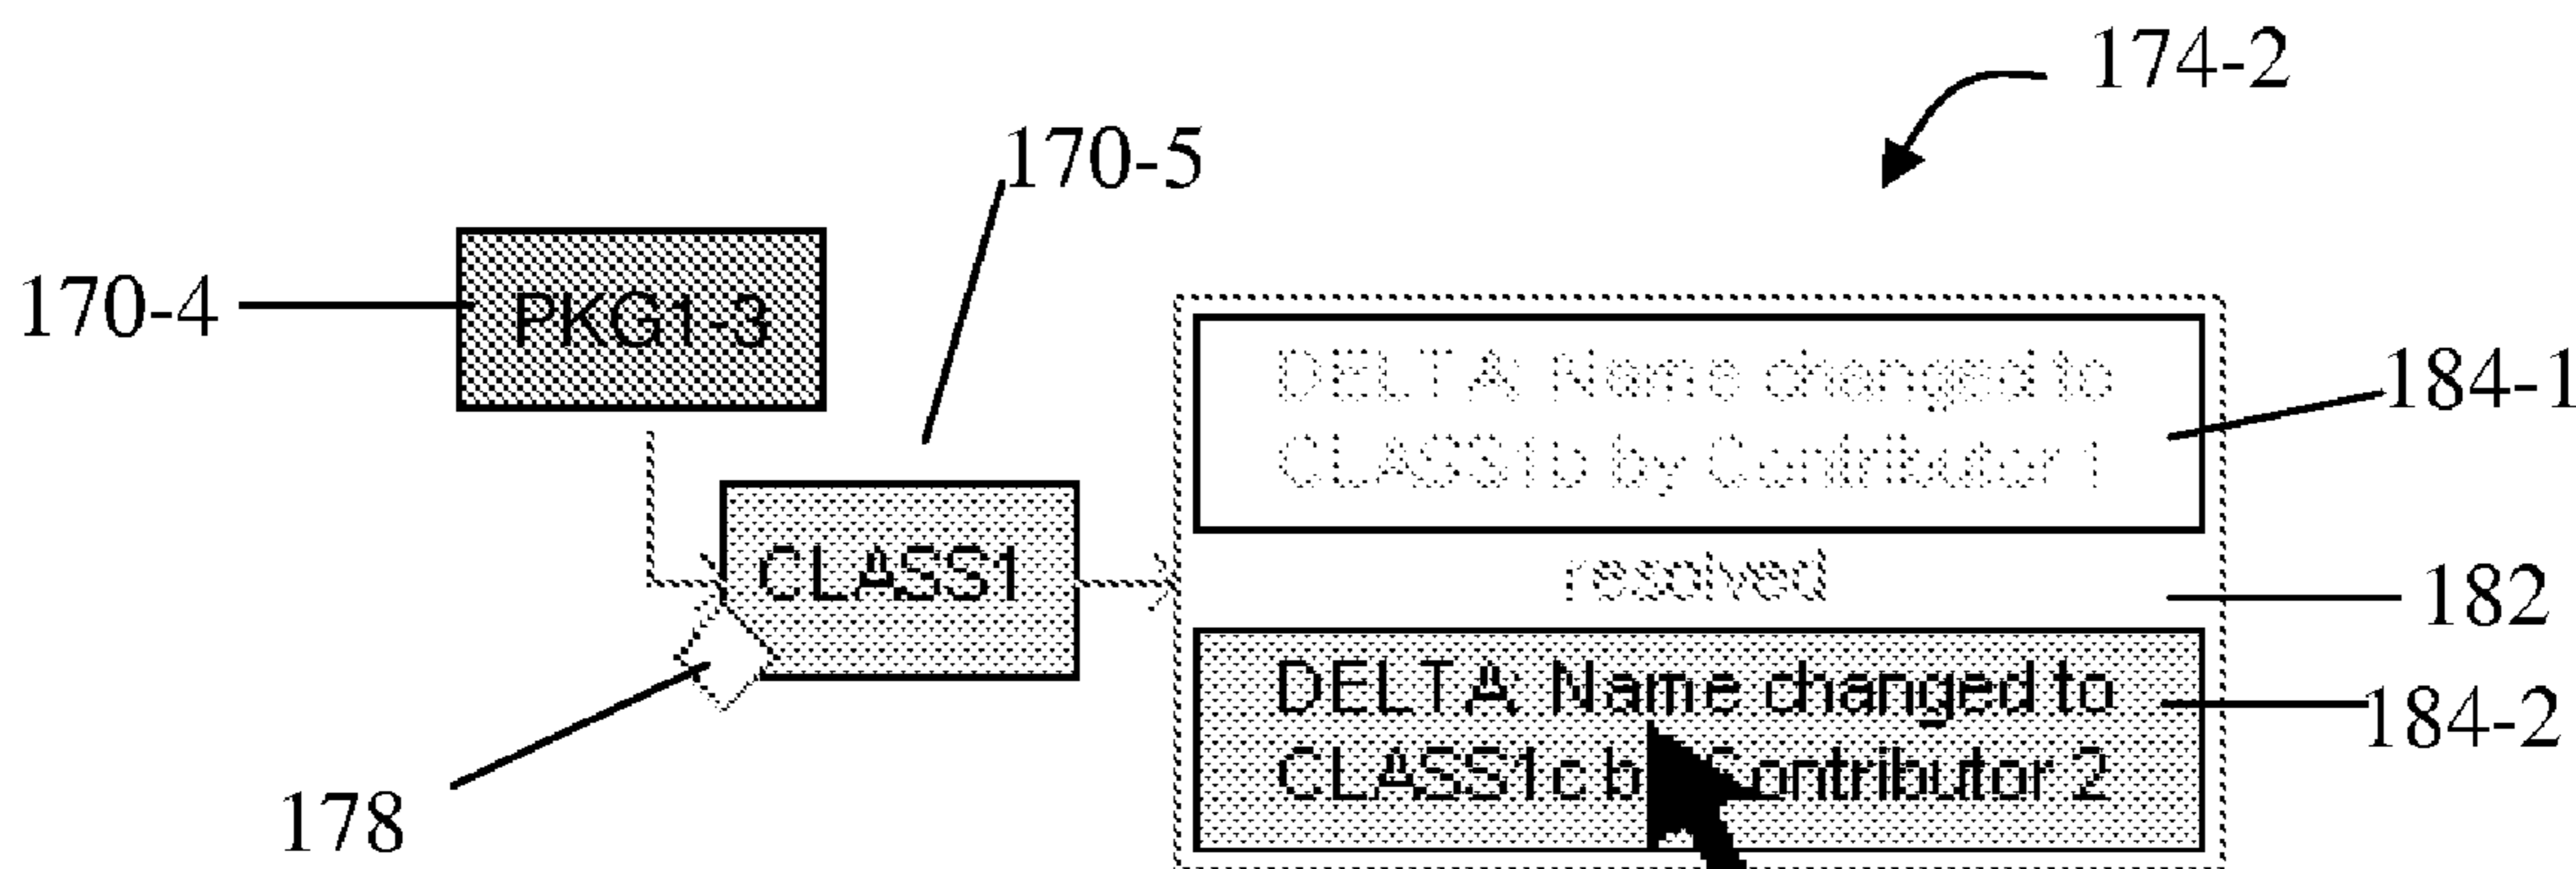 174-2
170-5
170-4
PKG1-3
DELTA: Name changed to
CLASS1b by Contributor 1
184-1
CLASS1
resolved
182
DELTA: Name changed to
CLASS1c by Contributor 2
184-2
178